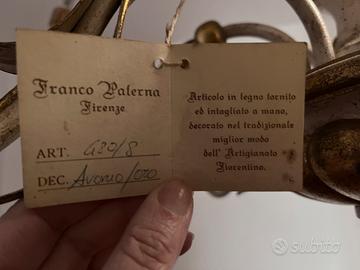 Franco Paterna
Firenze
ART. 430/8
DEC. Avorio/oro
Articolo in legno tornito
ed intagliato a mano,
decorato nel tradizionale
miglior modo
dell' Artigianato
Fiorentino.
subito